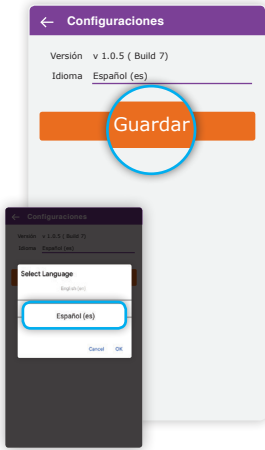 ← Configuraciones
Versión v 1.0.5 ( Build 7)
Idioma Español (es)
Guardar
← Configuraciones
Versión v 1.0.5 ( Build 7)
Idioma Español (es)
Select Language
English (en)
Español (es)
Cancel OK